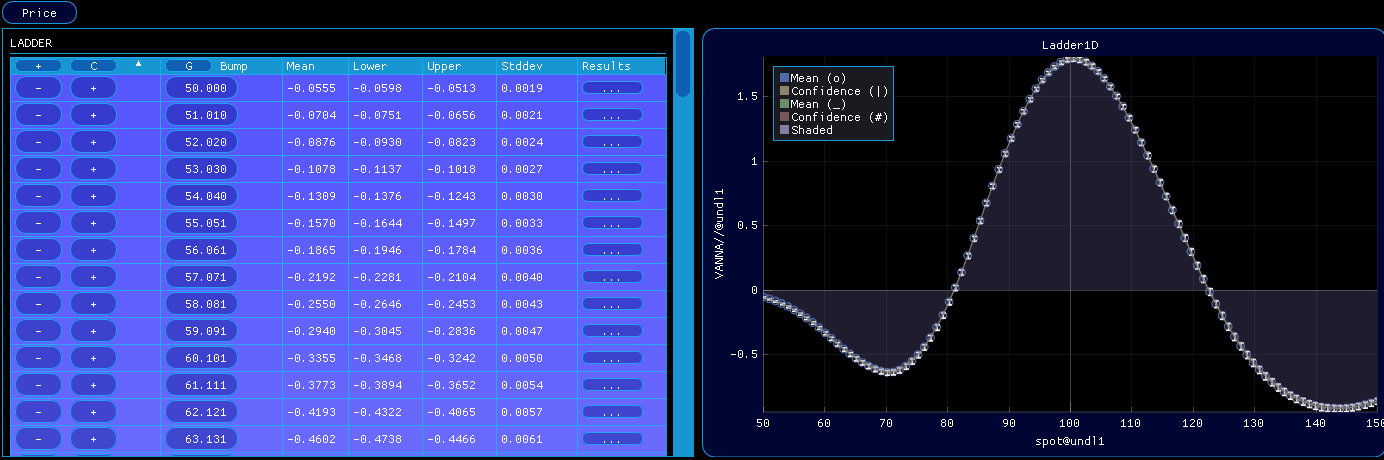 Price
LADDER
+ C ▲ G Bump Mean Lower Upper Stddev Results
- + 50.000 -0.0555 -0.0598 -0.0513 0.0019 ...
- + 51.010 -0.0704 -0.0751 -0.0656 0.0021 ...
- + 52.020 -0.0876 -0.0930 -0.0823 0.0024 ...
- + 53.030 -0.1078 -0.1137 -0.1018 0.0027 ...
- + 54.040 -0.1309 -0.1376 -0.1243 0.0030 ...
- + 55.051 -0.1570 -0.1644 -0.1497 0.0033 ...
- + 56.061 -0.1865 -0.1946 -0.1784 0.0036 ...
- + 57.071 -0.2192 -0.2281 -0.2104 0.0040 ...
- + 58.081 -0.2550 -0.2646 -0.2453 0.0043 ...
- + 59.091 -0.2940 -0.3045 -0.2836 0.0047 ...
- + 60.101 -0.3355 -0.3468 -0.3242 0.0050 ...
- + 61.111 -0.3773 -0.3894 -0.3652 0.0054 ...
- + 62.121 -0.4193 -0.4322 -0.4065 0.0057 ...
- + 63.131 -0.4602 -0.4738 -0.4466 0.0061 ...
Ladder1D
Mean (o)
Confidence (|)
Mean (_)
Confidence (#)
Shaded
1.5
1
0.5
0
-0.5
VANNA//@undl1
50 60 70 80 90 100 110 120 130 140 150
spot@undl1